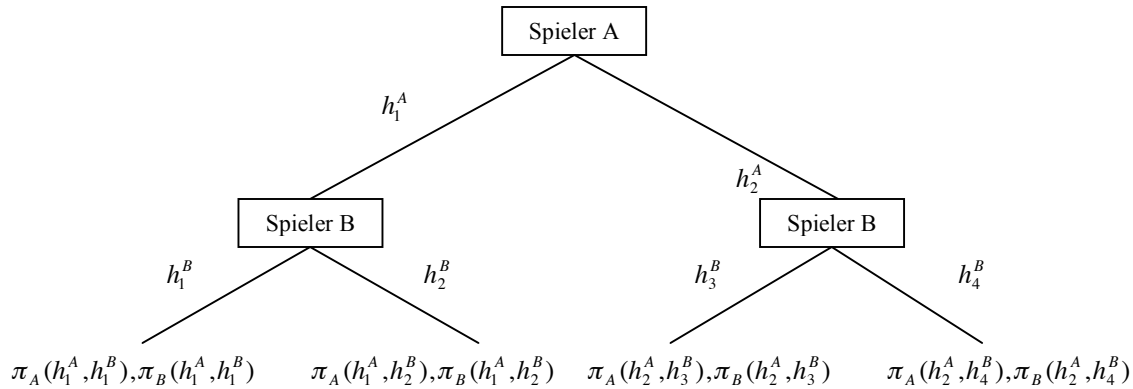 Spieler A
h_1^A
h_2^A
Spieler B Spieler B
h_1^B h_2^B h_3^B h_4^B
π_A(h_1^A,h_1^B),π_B(h_1^A,h_1^B) π_A(h_1^A,h_2^B),π_B(h_1^A,h_2^B) π_A(h_2^A,h_3^B),π_B(h_2^A,h_3^B) π_A(h_2^A,h_4^B),π_B(h_2^A,h_4^B)